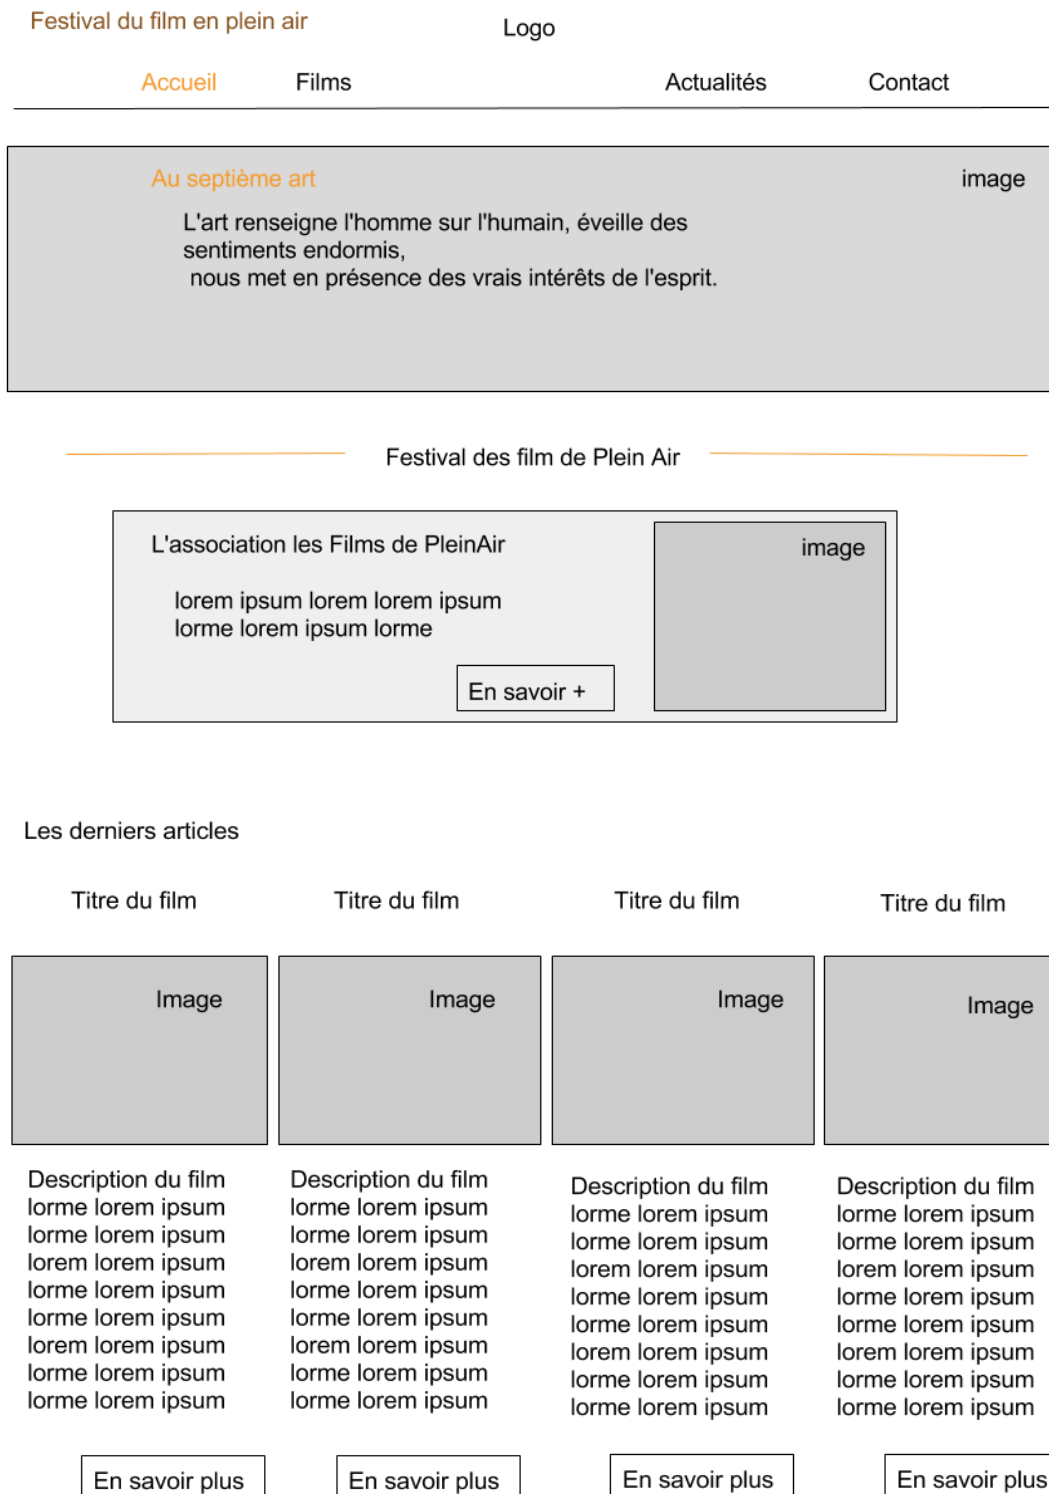 Festival du film en plein air
Logo
Accueil
Films
Actualités
Contact
Au septième art
image
L'art renseigne l'homme sur l'humain, éveille des
sentiments endormis,
nous met en présence des vrais intérêts de l'esprit.
Festival des film de Plein Air
L'association les Films de PleinAir
image
lorem ipsum lorem lorem ipsum
lorme lorem ipsum lorme
En savoir +
Les derniers articles
Titre du film
Titre du film
Titre du film
Titre du film
Image
Image
Image
Image
Description du film
lorme lorem ipsum
lorme lorem ipsum
lorem lorem ipsum
lorme lorem ipsum
lorme lorem ipsum
lorem lorem ipsum
lorme lorem ipsum
lorme lorem ipsum
Description du film
lorme lorem ipsum
lorme lorem ipsum
lorem lorem ipsum
lorme lorem ipsum
lorme lorem ipsum
lorem lorem ipsum
lorme lorem ipsum
lorme lorem ipsum
Description du film
lorme lorem ipsum
lorme lorem ipsum
lorem lorem ipsum
lorme lorem ipsum
lorme lorem ipsum
lorem lorem ipsum
lorme lorem ipsum
lorme lorem ipsum
Description du film
lorme lorem ipsum
lorme lorem ipsum
lorem lorem ipsum
lorme lorem ipsum
lorme lorem ipsum
lorem lorem ipsum
lorme lorem ipsum
lorme lorem ipsum
En savoir plus
En savoir plus
En savoir plus
En savoir plus